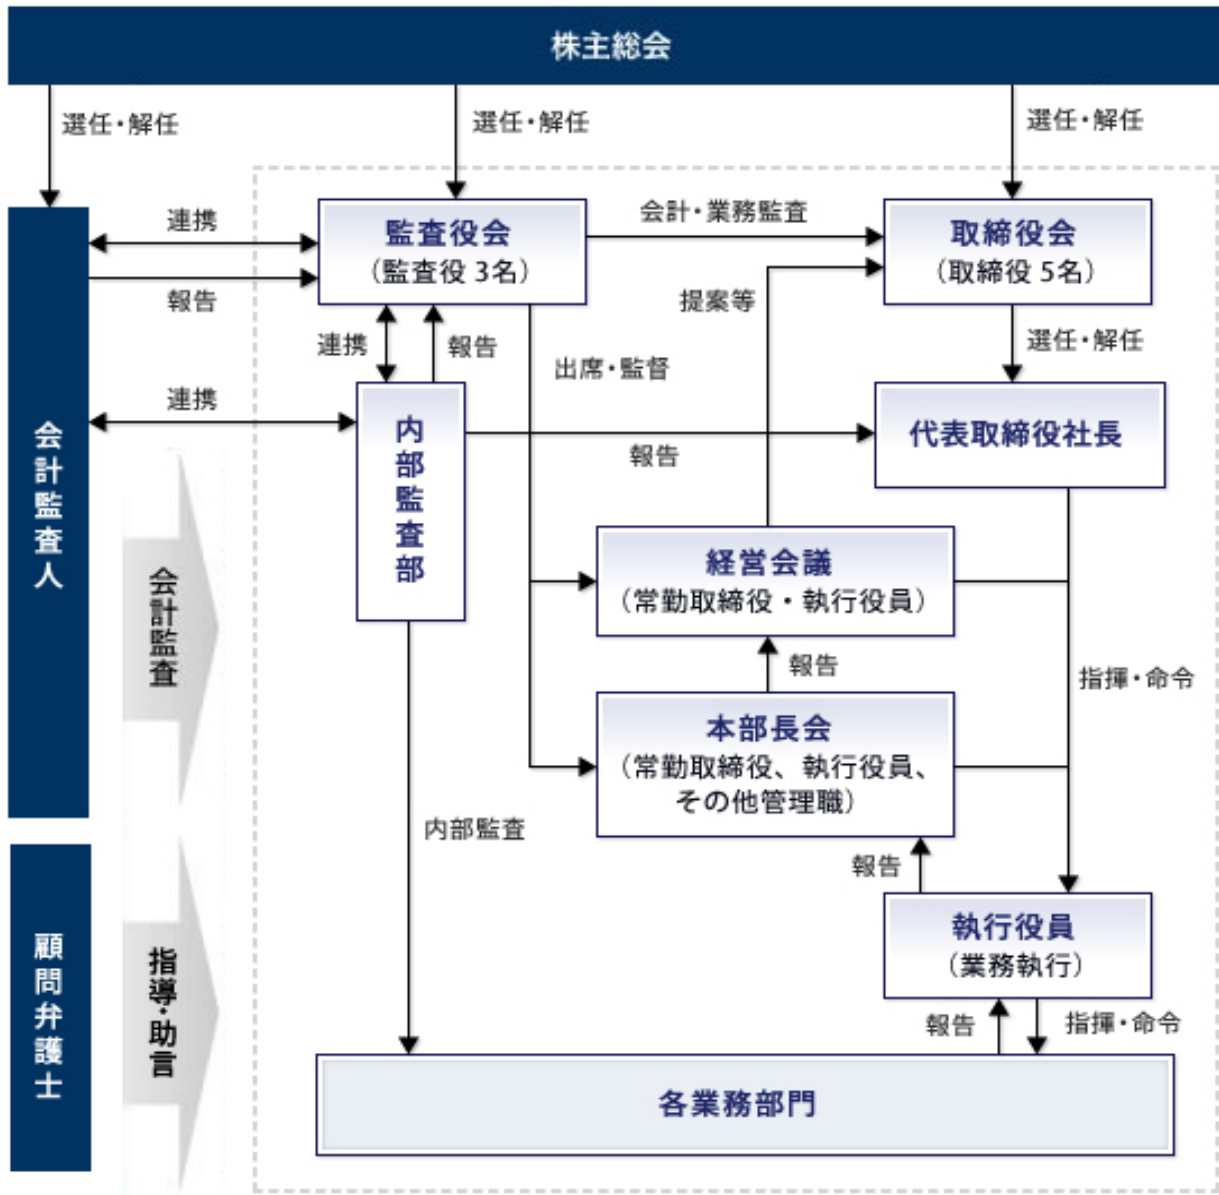 株主総会
選任・解任
選任・解任
選任・解任
連携
報告
監査役会
（監査役 3名）
会計・業務監査
取締役会
（取締役 5名）
提案等
連携
報告
出席・監督
選任・解任
連携
会計監査人
内部監査部
報告
代表取締役社長
会計監査
経営会議
（常勤取締役・執行役員）
報告
指揮・命令
本部長会
（常勤取締役、執行役員、
その他管理職）
内部監査
報告
顧問弁護士
指導・助言
執行役員
（業務執行）
報告
指揮・命令
各業務部門